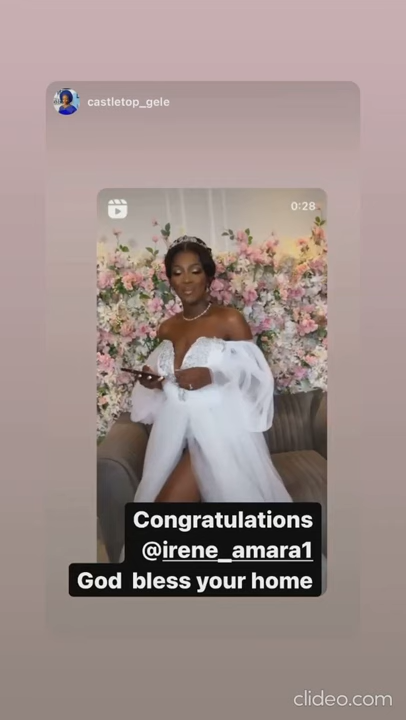 castletop_gele
0:28
Congratulations
@irene_amara1
God bless your home
clideo.com